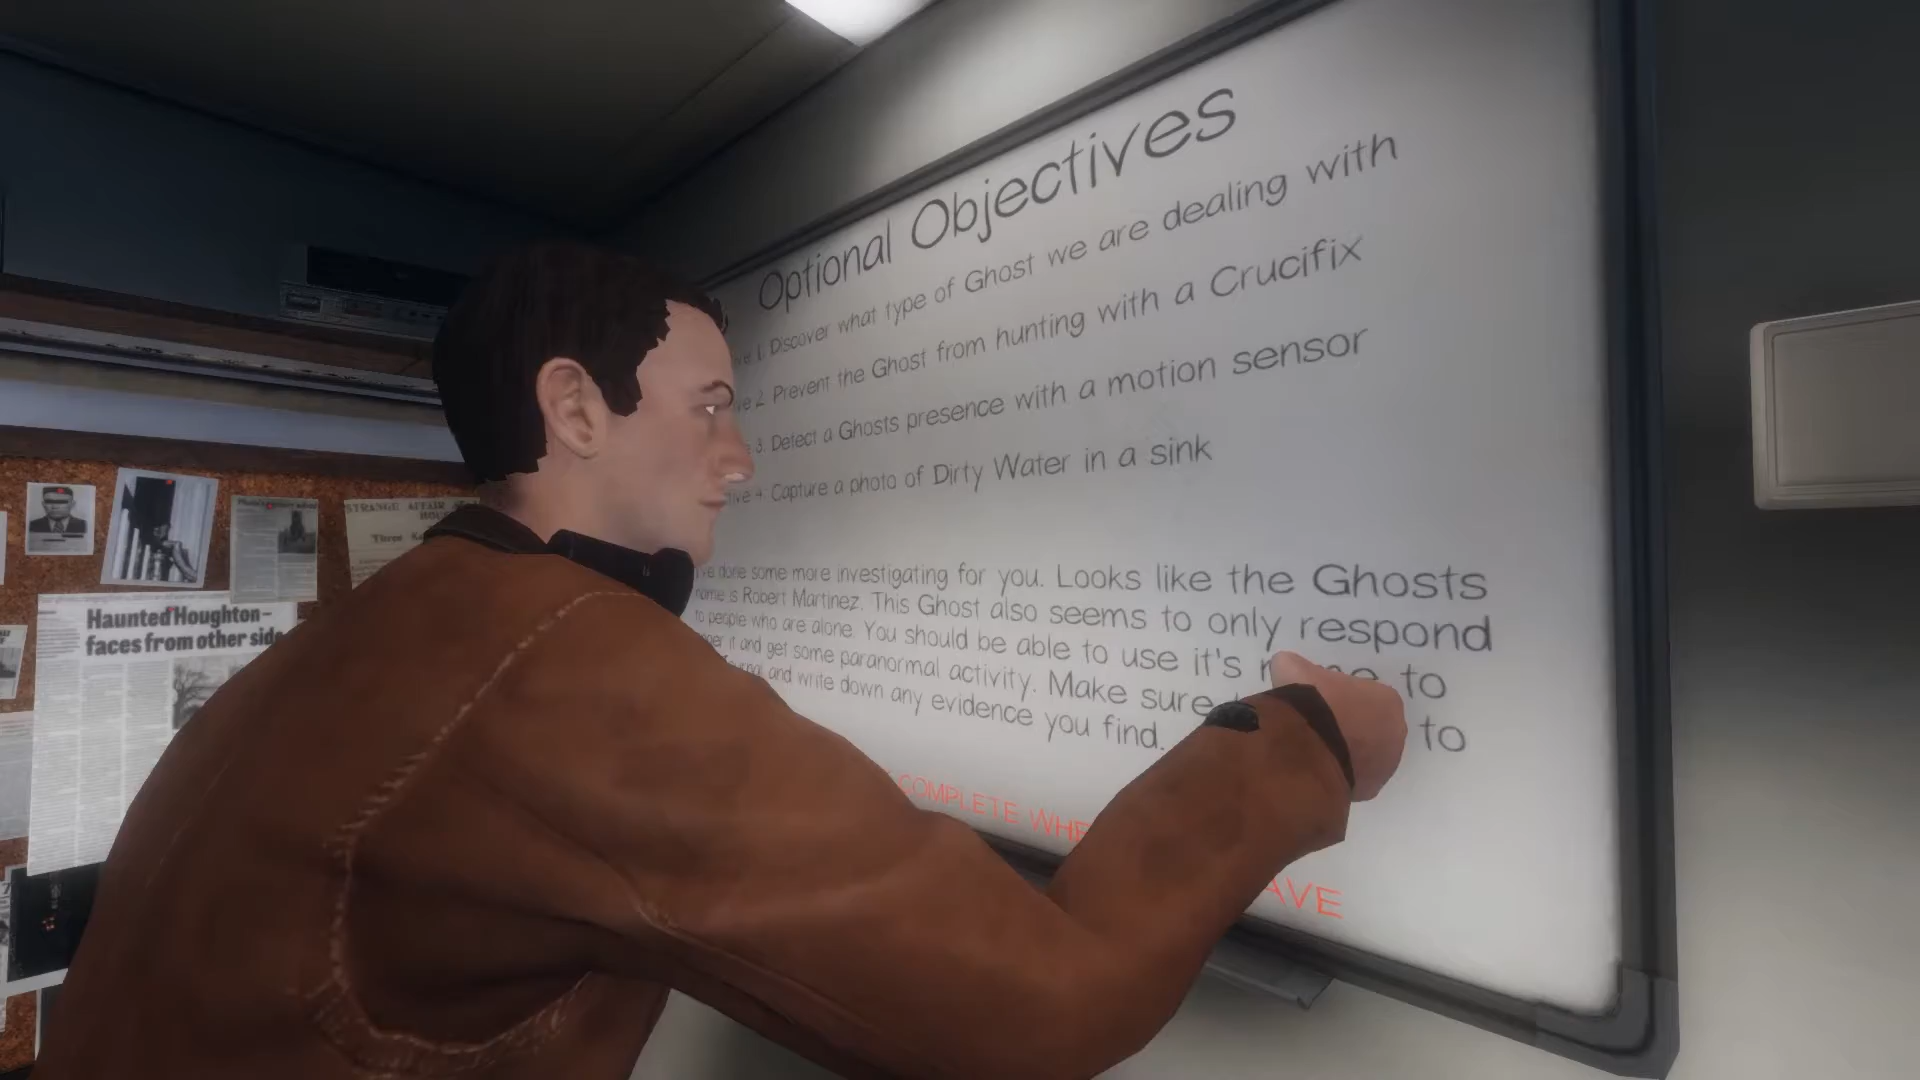 Optional Objectives
1. Discover what type of Ghost we are dealing with
2. Prevent the Ghost from hunting with a Crucifix
3. Detect a Ghosts presence with a motion sensor
4. Capture a photo of Dirty Water in a sink
done some more investigating for you. Looks like the Ghosts
name is Robert Martinez. This Ghost also seems to only respond
to people who are alone. You should be able to use it's to
it and get some paranormal activity. Make sure to
and write down any evidence you find.
COMPLETE
STRANGE AFFAIR
Haunted Houghton-
faces from other side